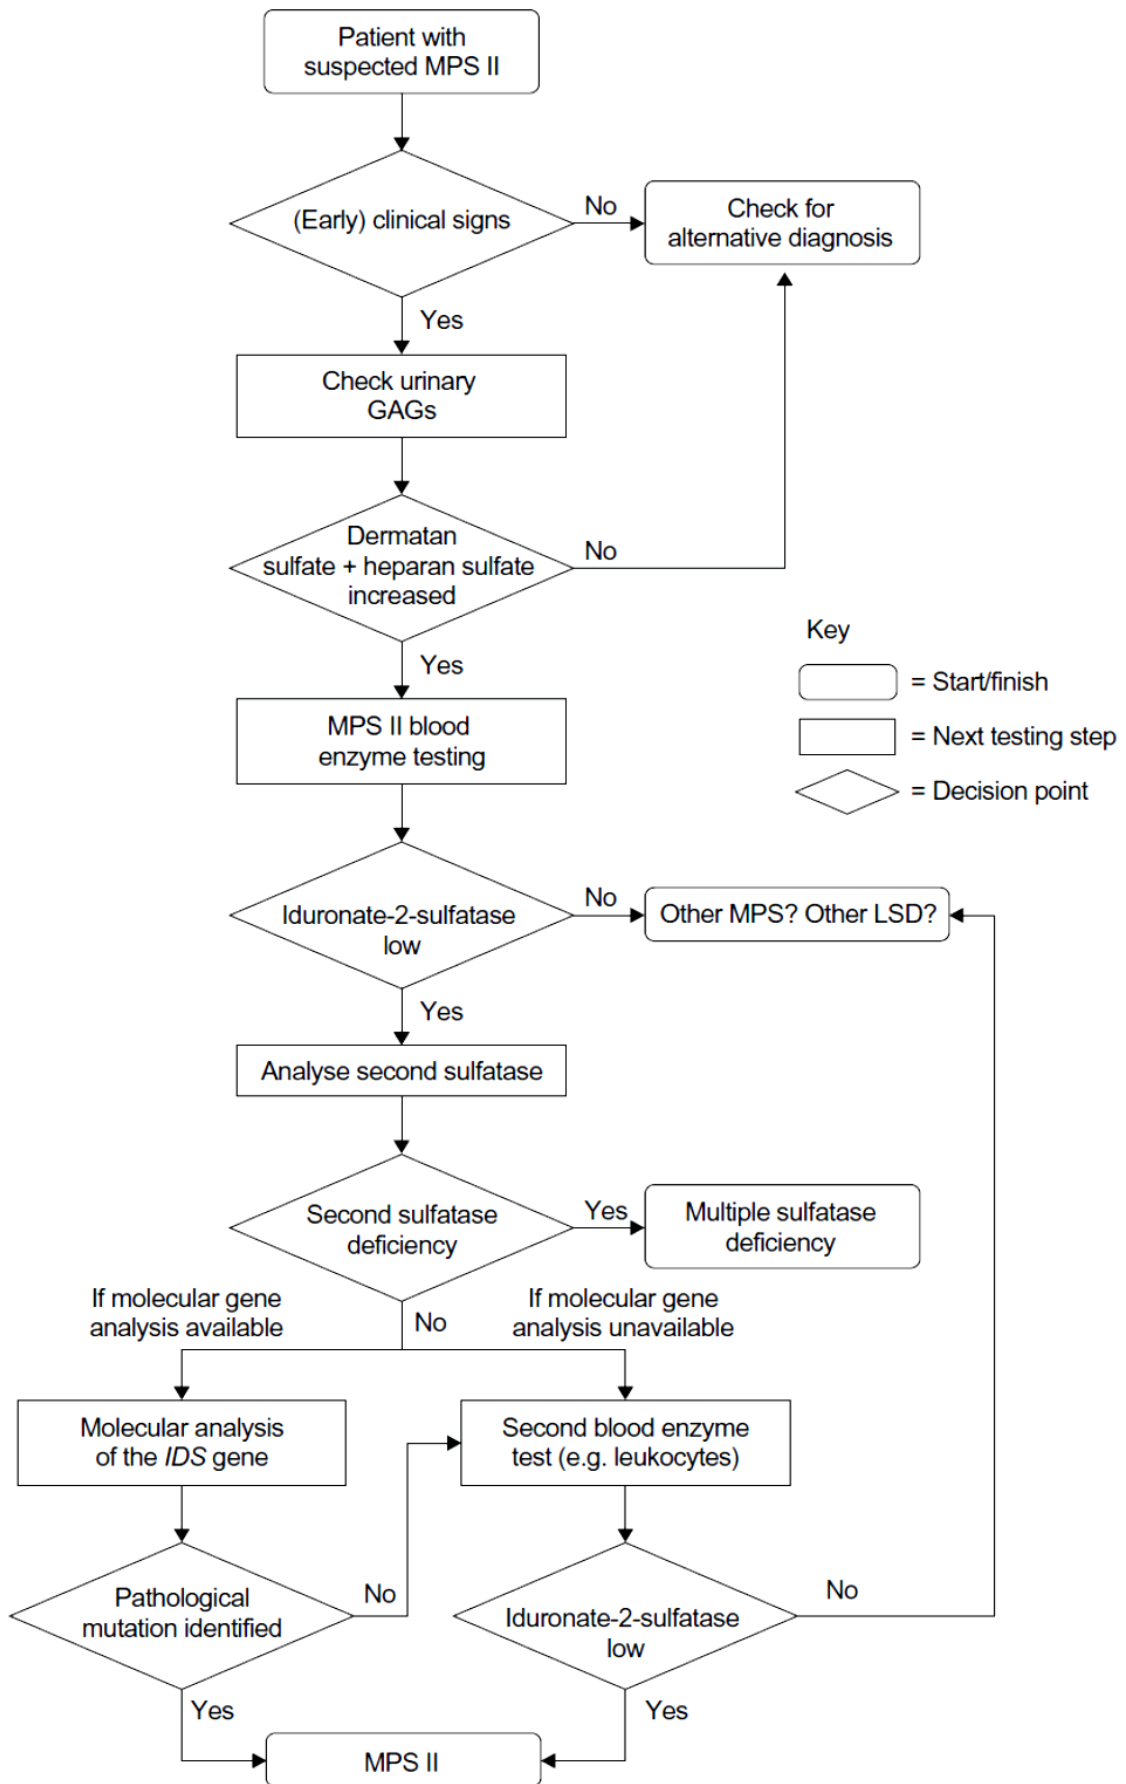 Patient with
suspected MPS II
(Early) clinical signs
No
Check for
alternative diagnosis
Yes
Check urinary
GAGs
Dermatan
sulfate + heparan sulfate
increased
No
Yes
Key
= Start/finish
= Next testing step
= Decision point
MPS II blood
enzyme testing
Iduronate-2-sulfatase
low
No
Other MPS? Other LSD?
Yes
Analyse second sulfatase
Second sulfatase
deficiency
Yes
Multiple sulfatase
deficiency
If molecular gene
analysis available
No
If molecular gene
analysis unavailable
Molecular analysis
of the IDS gene
Second blood enzyme
test (e.g. leukocytes)
Pathological
mutation identified
No
Iduronate-2-sulfatase
low
No
Yes
Yes
MPS II